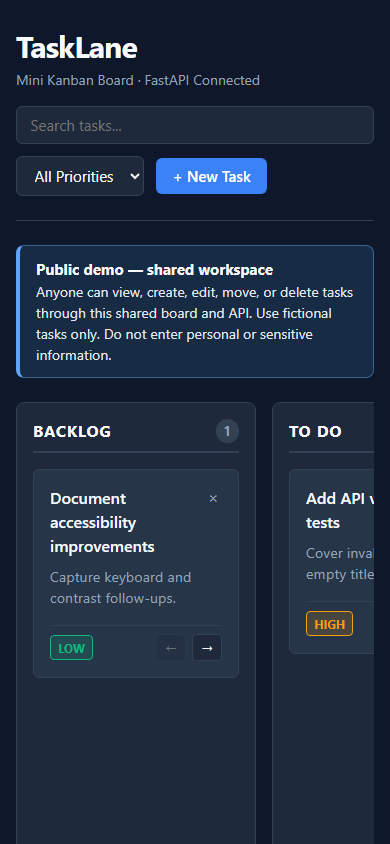 TaskLane
Mini Kanban Board · FastAPI Connected
Search tasks...
All Priorities
+ New Task
Public demo — shared workspace
Anyone can view, create, edit, move, or delete tasks
through this shared board and API. Use fictional
tasks only. Do not enter personal or sensitive
information.
BACKLOG
1
Document
accessibility
improvements
×
Capture keyboard and
contrast follow-ups.
LOW
←
→
TO DO
Add API
tests
Cover
empty
HIGH